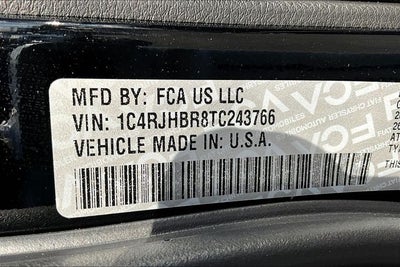 MFD BY: FCA US LLC
VIN: 1C4RJHBR8TC243766
VEHICLE MADE IN: U.S.A.